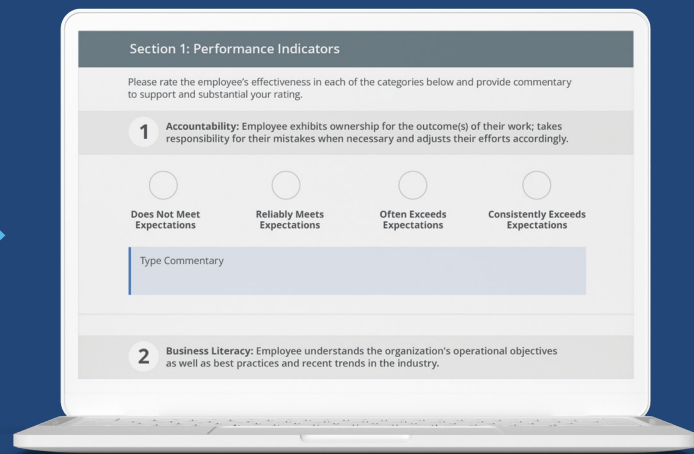 Section 1: Performance Indicators
Please rate the employee's effectiveness in each of the categories below and provide commentary
to support and substantial your rating.
1
Accountability: Employee exhibits ownership for the outcome(s) of their work; takes
responsibility for their mistakes when necessary and adjusts their efforts accordingly.
Does Not Meet
Expectations
Reliably Meets
Expectations
Often Exceeds
Expectations
Consistently Exceeds
Expectations
Type Commentary
2
Business Literacy: Employee understands the organization's operational objectives
as well as best practices and recent trends in the industry.